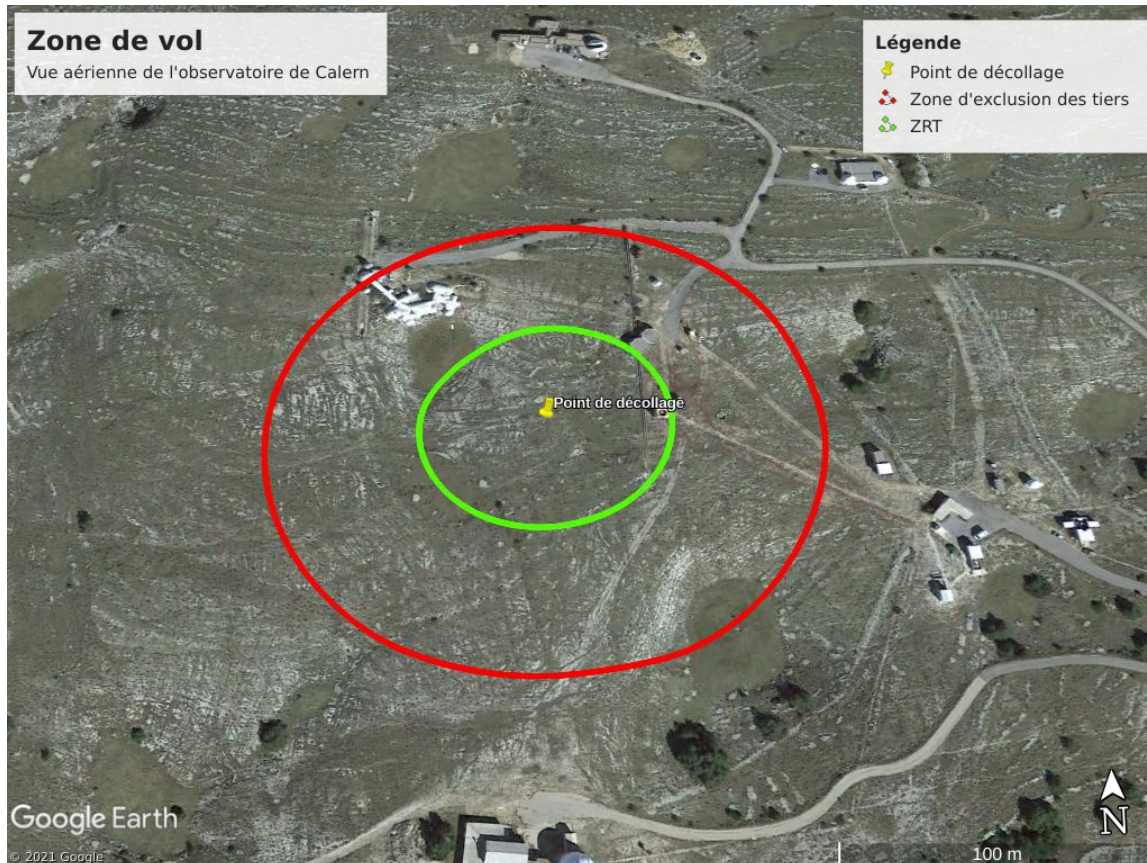 Zone de vol
Vue aérienne de l'observatoire de Calern
Légende
Point de décollage
Zone d'exclusion des tiers
ZRT
Point de décollage
Google Earth
© 2021 Google
N
100 m